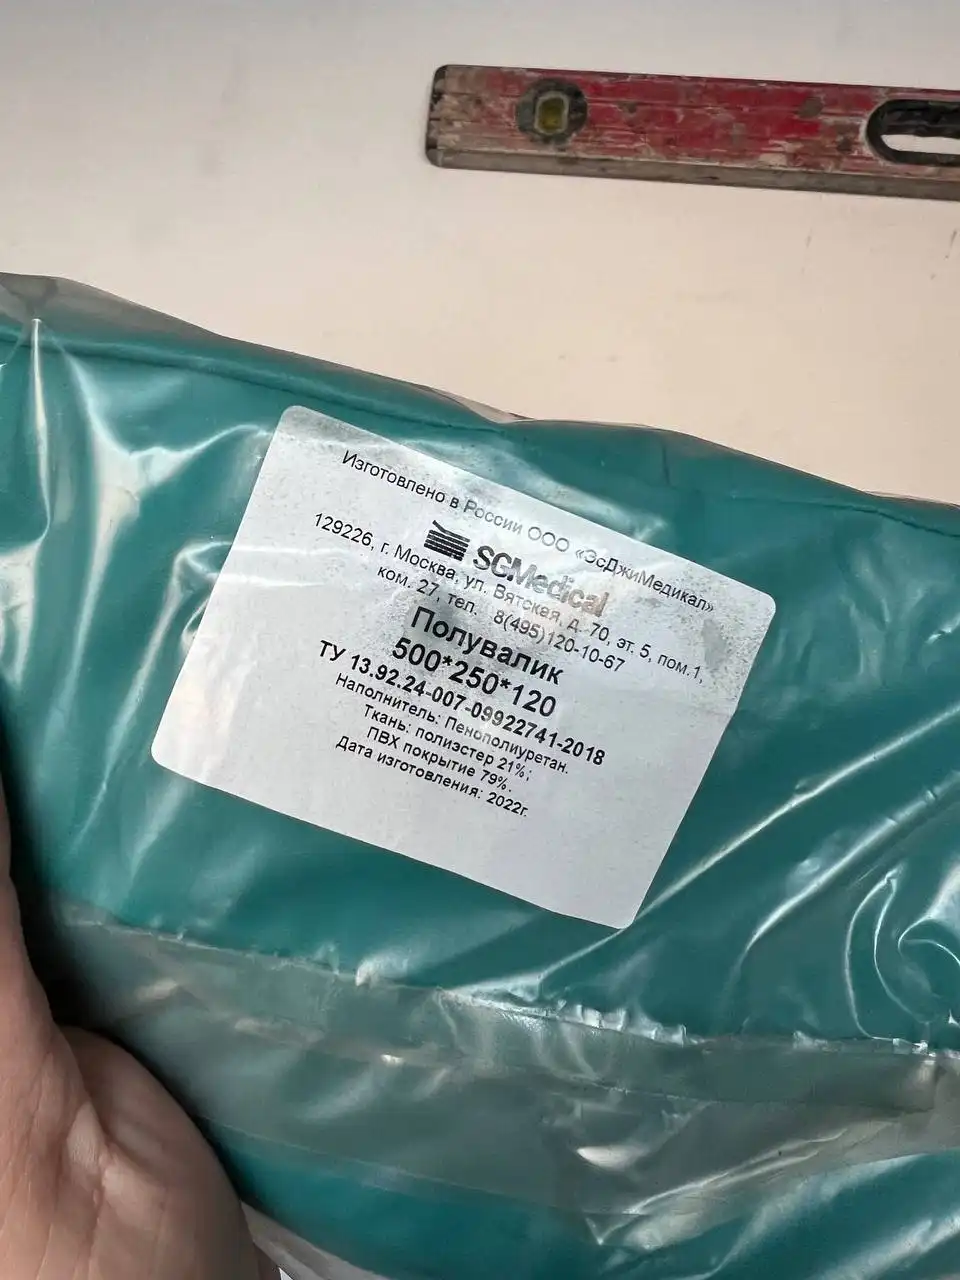 Изготовлено в России ООО «ЭсДжиМедикал»
SGMedical
129226, г. Москва, ул. Вятская, д. 70, эт. 5, пом.1,
ком. 27, тел. 8(495)120-10-67
Полувалик
500*250*120
ТУ 13.92.24-007-09922741-2018
Наполнитель: Пенополиуретан.
Ткань: полиэстер 21%;
ПВХ покрытие 79%.
Дата изготовления: 2022г.